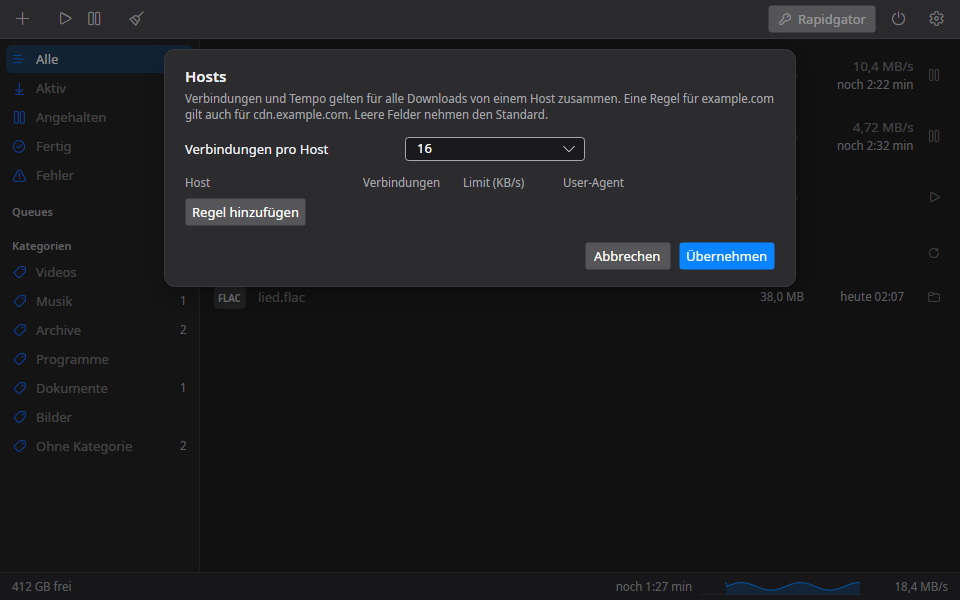 Rapidgator
Alle
Aktiv
Angehalten
Fertig
Fehler
Queues
Kategorien
Videos
Musik 1
Archive 2
Programme
Dokumente 1
Bilder
Ohne Kategorie 2
Hosts
Verbindungen und Tempo gelten für alle Downloads von einem Host zusammen. Eine Regel für example.com
gilt auch für cdn.example.com. Leere Felder nehmen den Standard.
Verbindungen pro Host 16
Host Verbindungen Limit (KB/s) User-Agent
Regel hinzufügen
Abbrechen Übernehmen
10,4 MB/s
noch 2:22 min
4,72 MB/s
noch 2:32 min
FLAC lied.flac 38,0 MB heute 02:07
412 GB frei noch 1:27 min 18,4 MB/s